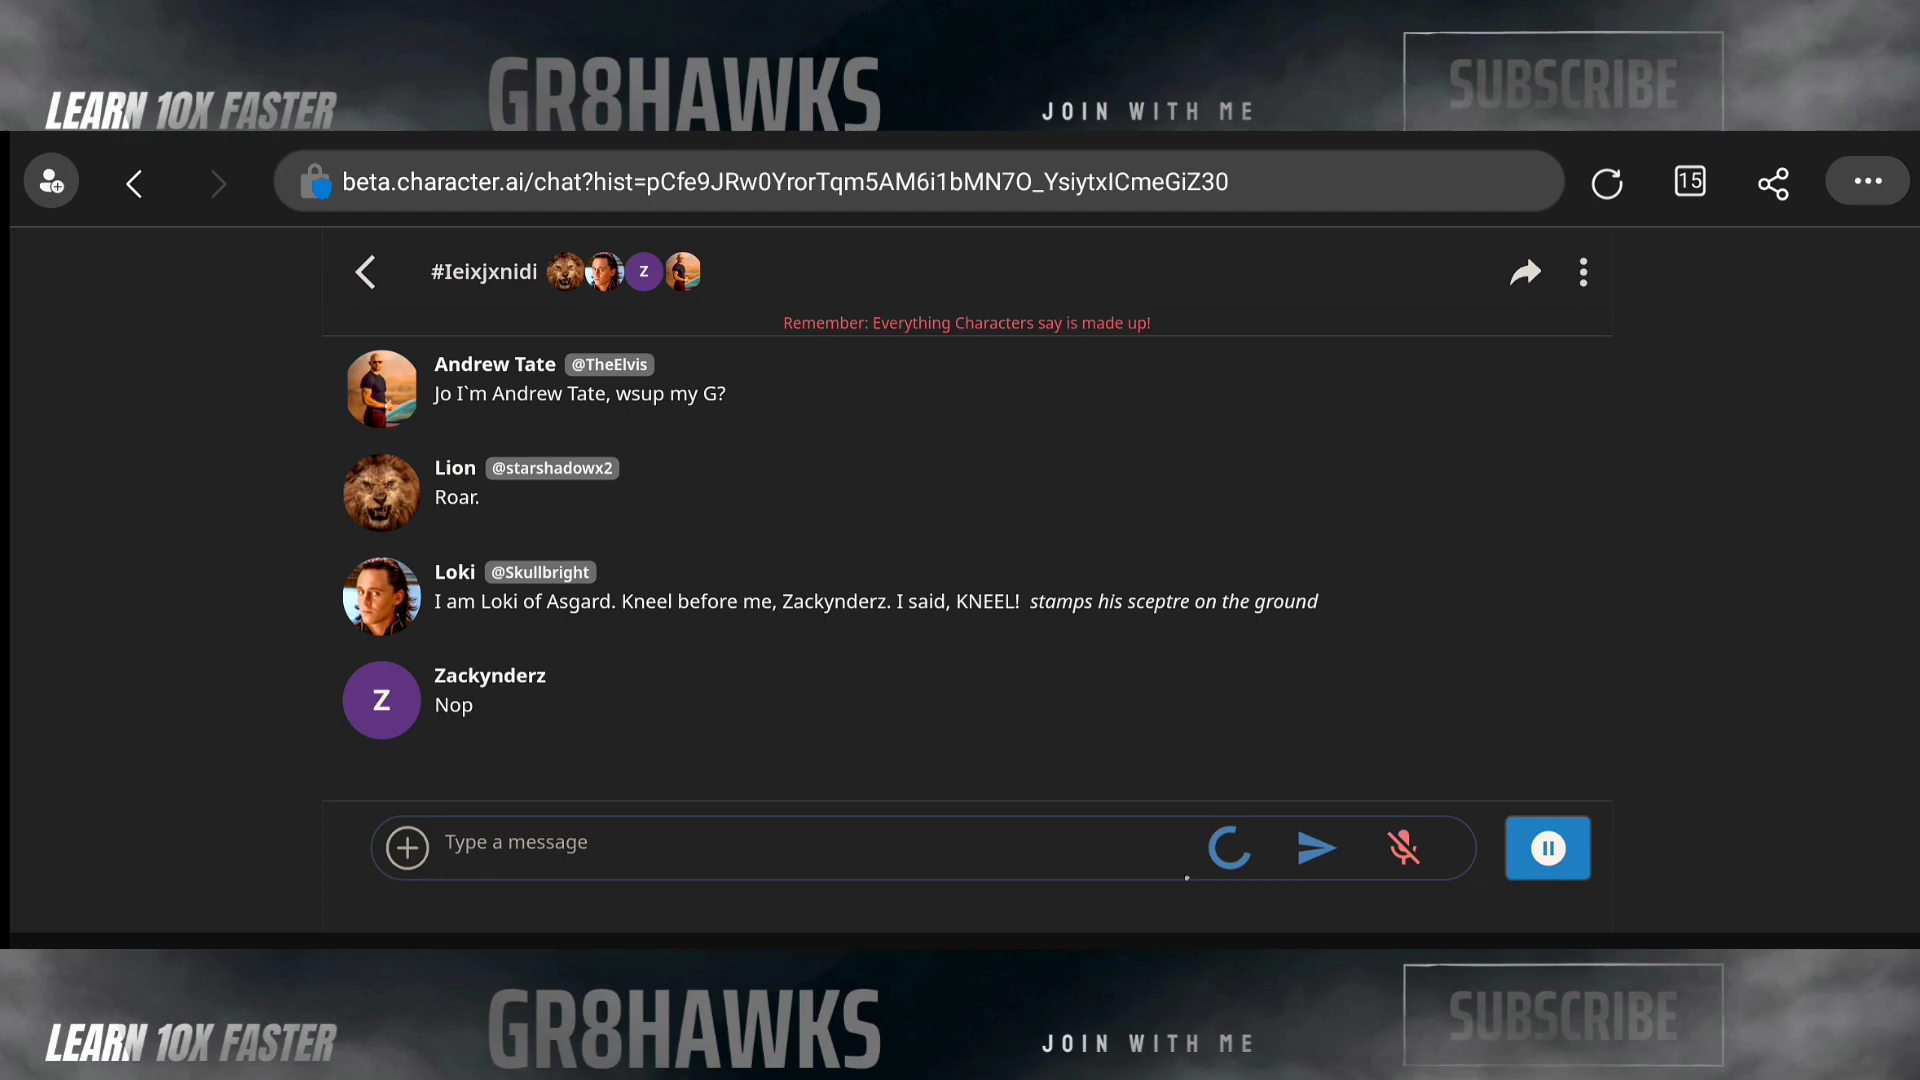 LEARN 10X FASTER
GR8HAWKS
JOIN WITH ME
SUBSCRIBE
beta.character.ai/chat?hist=pCfe9JRw0YrorTqm5AM6i1bMN7O_YsiytxICmeGiZ30
15
#Ieixjxnidi
Z
Remember: Everything Characters say is made up!
Andrew Tate @TheElvis
Jo I`m Andrew Tate, wsup my G?
Lion @starshadowx2
Roar.
Loki @Skullbright
I am Loki of Asgard. Kneel before me, Zackynderz. I said, KNEEL! stamps his sceptre on the ground
Z
Zackynderz
Nop
Type a message
LEARN 10X FASTER
GR8HAWKS
JOIN WITH ME
SUBSCRIBE